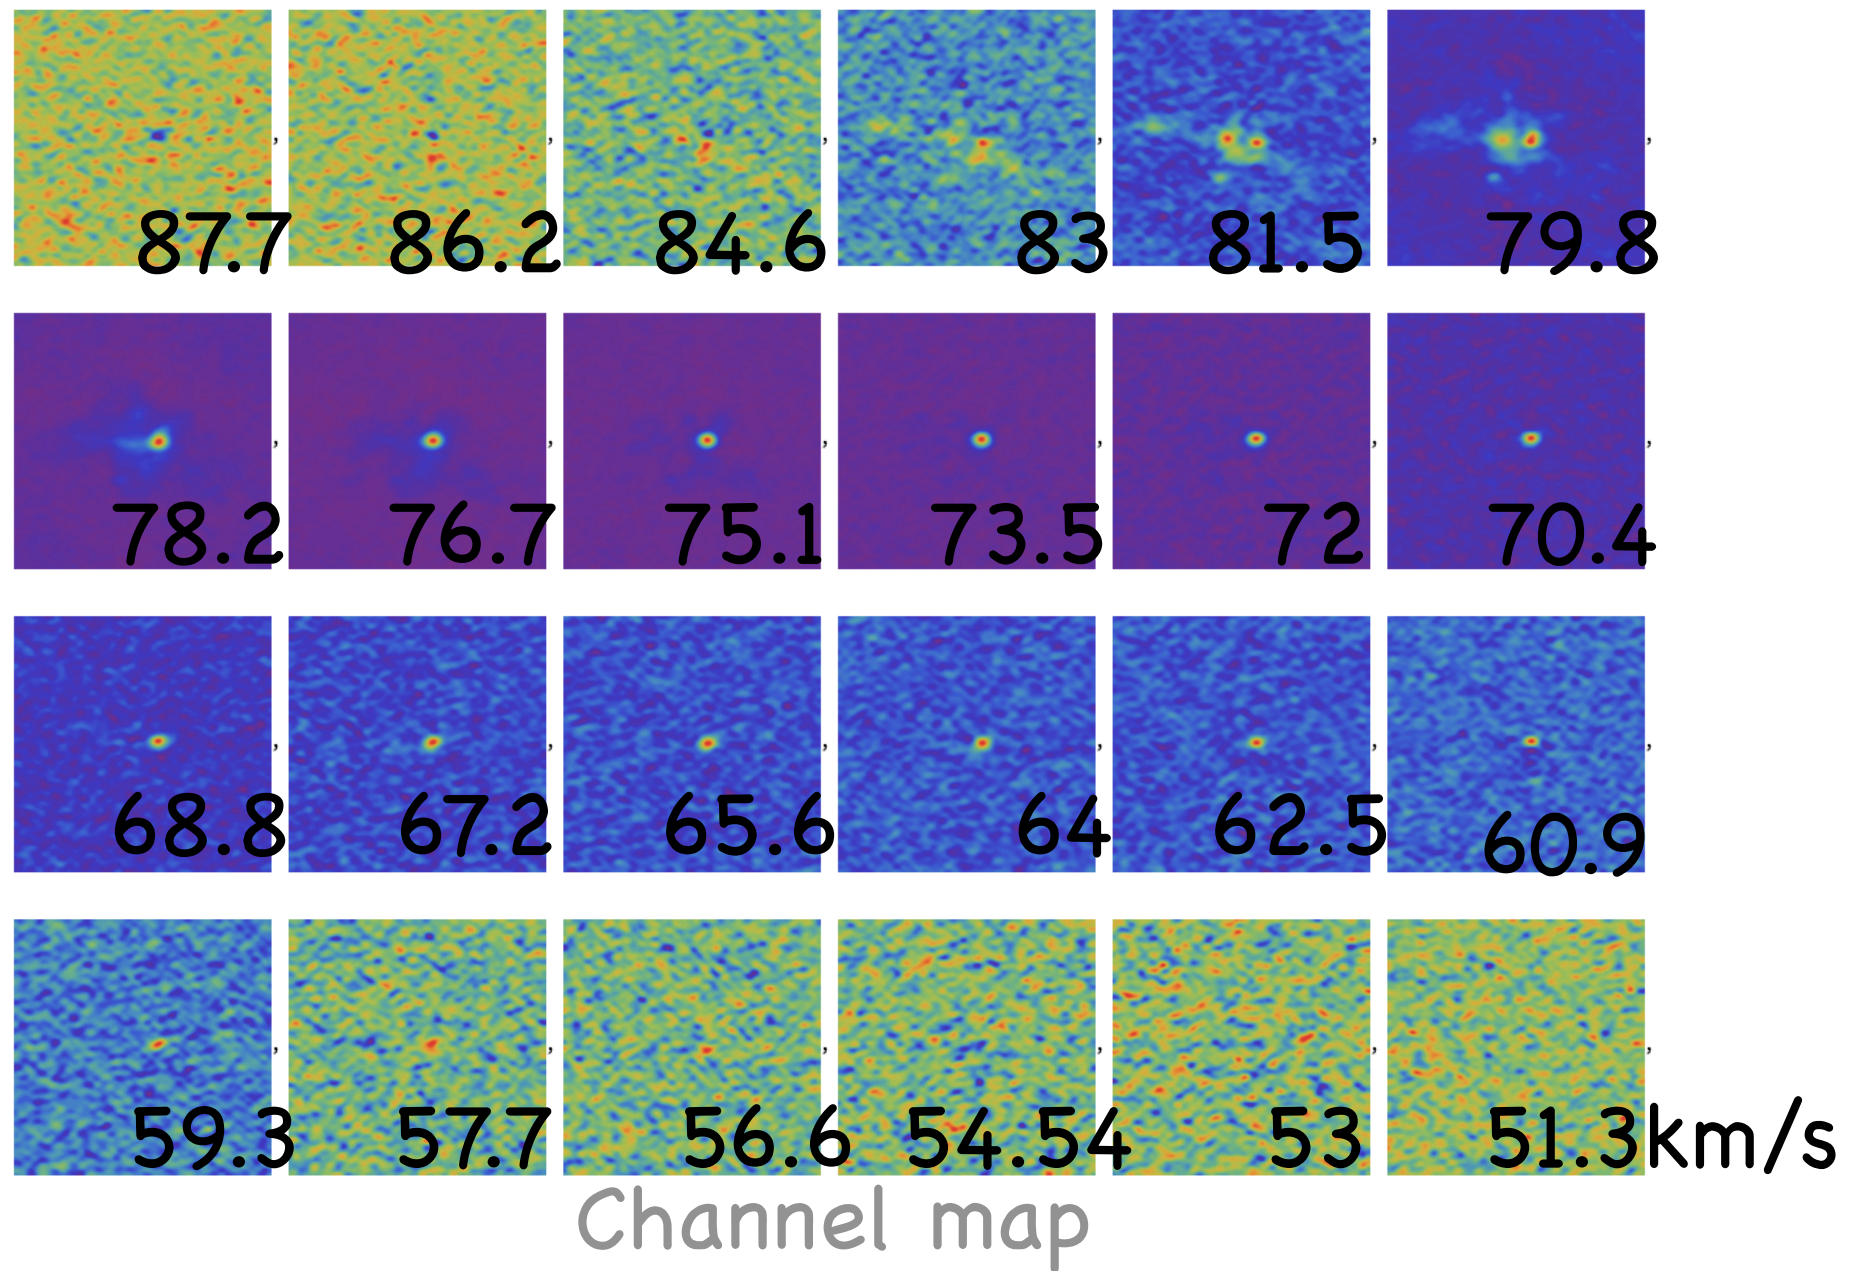 , , , , , ,
87.7 86.2 84.6 83 81.5 79.8
, , , , , ,
78.2 76.7 75.1 73.5 72 70.4
, , , , , ,
68.8 67.2 65.6 64 62.5 60.9
, , , , , ,
59.3 57.7 56.6 54.54 53 51.3km/s
Channel map